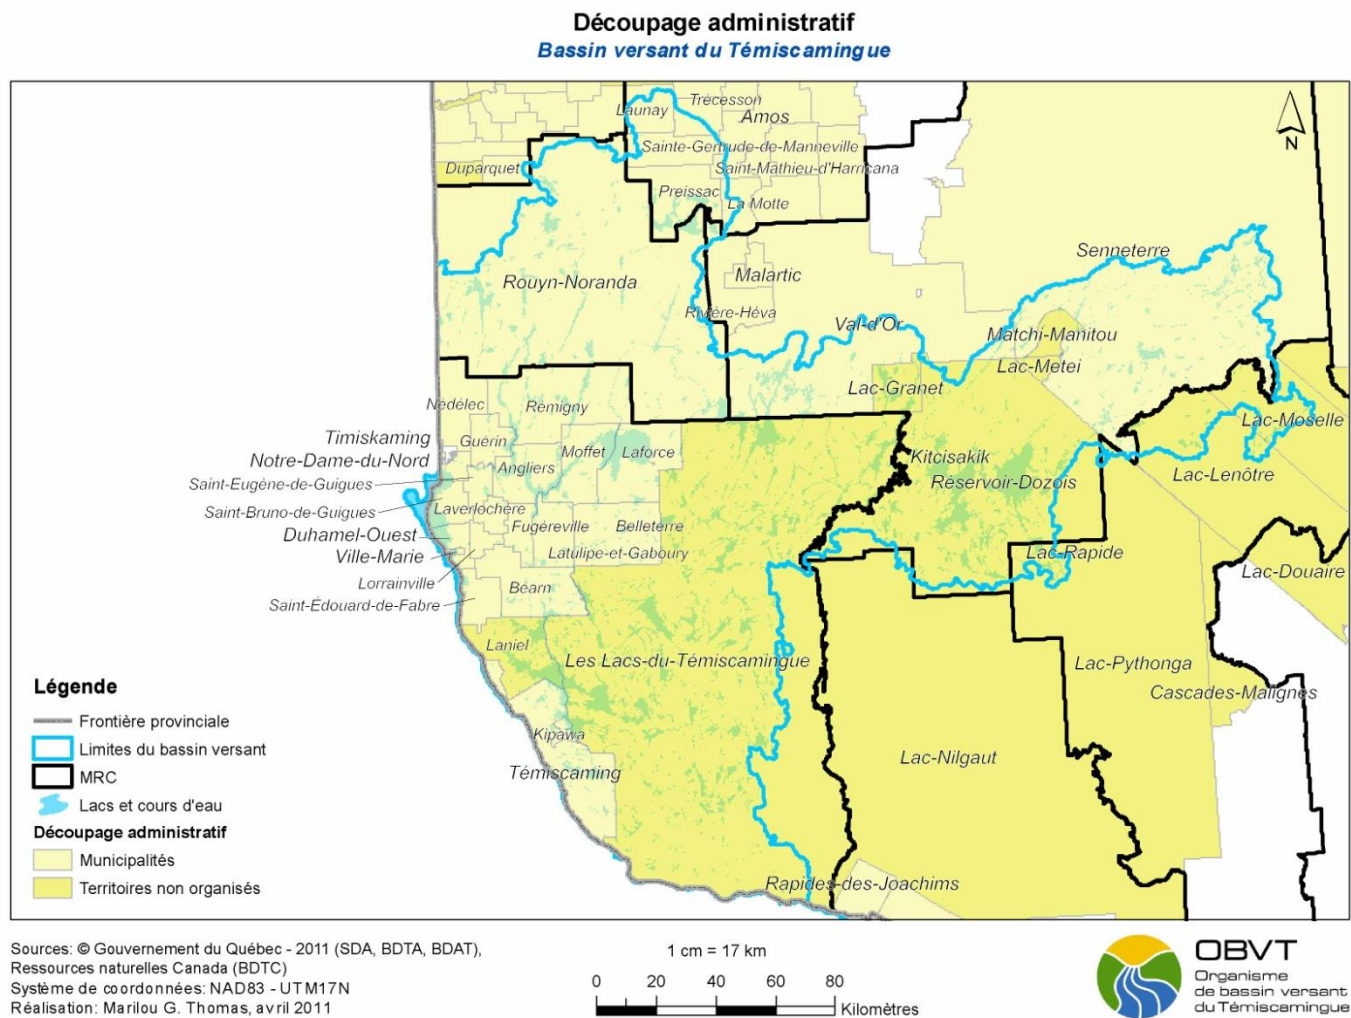 Découpage administratif
Bassin versant du Témiscamingue
Launay
Trécesson
Amos
Sainte-Gertrude-de-Manneville
Duparquet
Saint-Mathieu-d'Harricana
Preissac
La Motte
N
Senneterre
Malartic
Rouyn-Noranda
Rivière-Héva
Val-d'Or
Matchi-Manitou
Lac-Metei
Lac-Granet
Nédélec
Rémigny
Lac-Moselle
Timiskaming
Guérin
Moffet
Laforce
Notre-Dame-du-Nord
Angliers
Kitcisakik
Lac-Lenôtre
Saint-Eugène-de-Guigues
Réservoir-Dozois
Saint-Bruno-de-Guigues
Laverlochère
Duhamel-Ouest
Fugèreville
Belleterre
Ville-Marie
Latulipe-et-Gaboury
Lac-Rapide
Lorrainville
Béarn
Lac-Douaire
Saint-Édouard-de-Fabre
Laniel
Les Lacs-du-Témiscamingue
Lac-Pythonga
Cascades-Malignes
Kipawa
Lac-Nilgaut
Témiscaming
Rapides-des-Joachims
Légende
Frontière provinciale
Limites du bassin versant
MRC
Lacs et cours d'eau
Découpage administratif
Municipalités
Territoires non organisés
Sources: © Gouvernement du Québec - 2011 (SDA, BDTA, BDAT),
Ressources naturelles Canada (BDTC)
Système de coordonnées: NAD83 - UTM17N
Réalisation: Marilou G. Thomas, avril 2011
1 cm = 17 km
0 20 40 60 80
Kilomètres
OBVT
Organisme
de bassin versant
du Témiscamingue